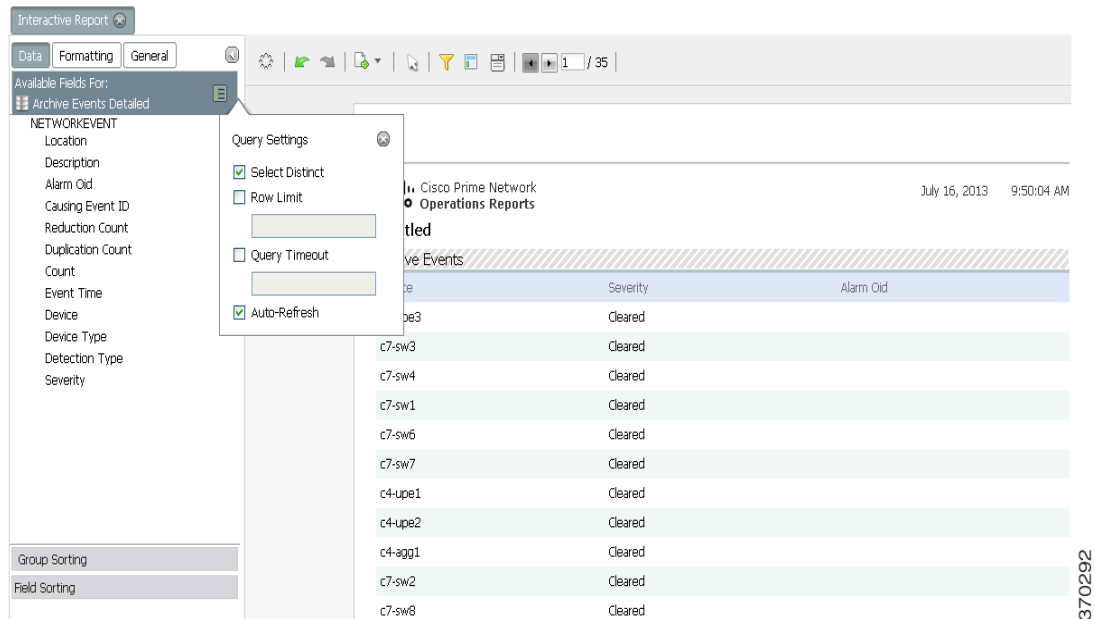 Interactive Report
Data Formatting General
1 / 35
Available Fields For:
Archive Events Detailed
NETWORKEVENT
Location
Description
Alarm Oid
Causing Event ID
Reduction Count
Duplication Count
Count
Event Time
Device
Device Type
Detection Type
Severity
Group Sorting
Field Sorting
Query Settings
Select Distinct
Row Limit
Query Timeout
Auto-Refresh
Cisco Prime Network
Operations Reports
July 16, 2013 9:50:04 AM
tled
ve Events
ce Severity Alarm Oid
pe3 Cleared
c7-sw3 Cleared
c7-sw4 Cleared
c7-sw1 Cleared
c7-sw6 Cleared
c7-sw7 Cleared
c4-upe1 Cleared
c4-upe2 Cleared
c4-agg1 Cleared
c7-sw2 Cleared
c7-sw8 Cleared
370292